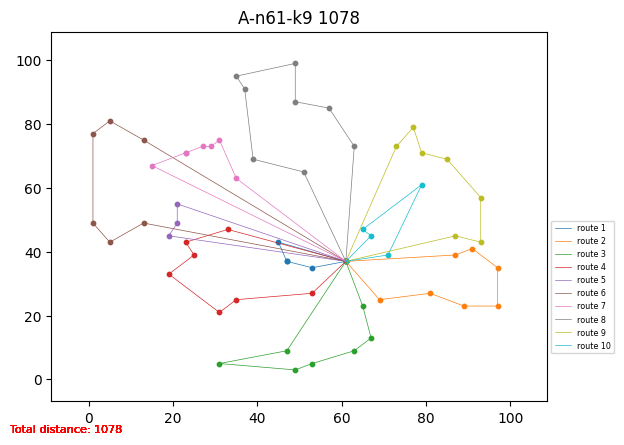 A-n61-k9 1078
100
80
60
40
20
0
0 20 40 60 80 100
route 1
route 2
route 3
route 4
route 5
route 6
route 7
route 8
route 9
route 10
Total distance: 1078